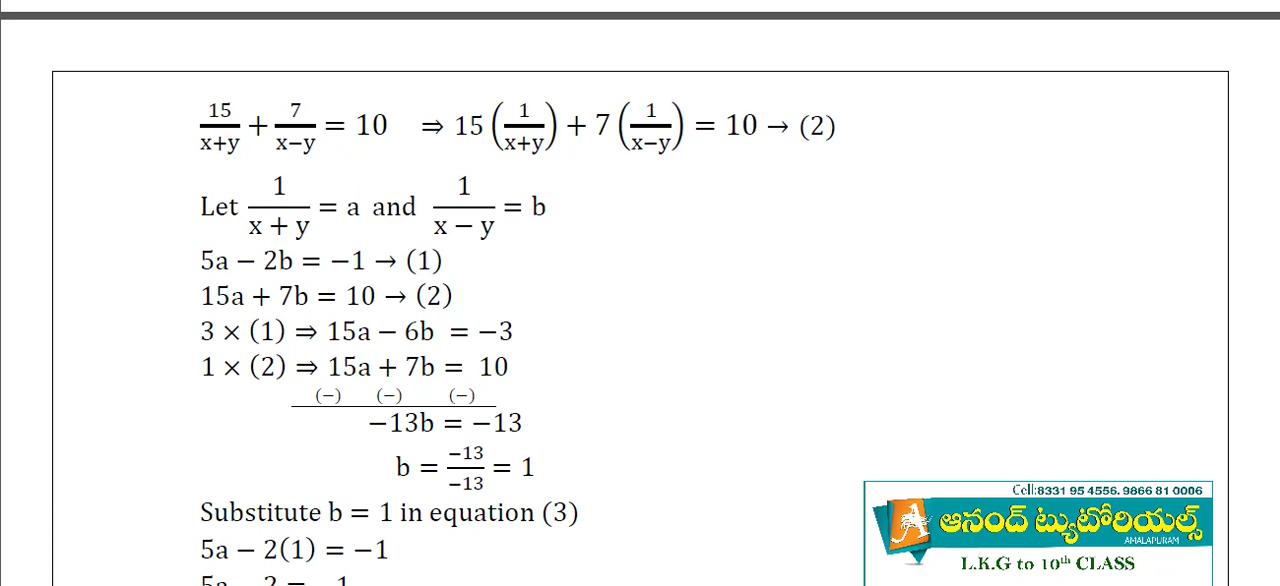 15/(x+y) + 7/(x−y) = 10 ⇒ 15 (1/(x+y)) + 7 (1/(x−y)) = 10 → (2)
Let 1/(x + y) = a and 1/(x − y) = b
5a − 2b = −1 → (1)
15a + 7b = 10 → (2)
3 × (1) ⇒ 15a − 6b = −3
1 × (2) ⇒ 15a + 7b = 10
(−) (−) (−)
−13b = −13
b = −13/−13 = 1
Substitute b = 1 in equation (3)
5a − 2(1) = −1
5a − 2 = −1
Cell:8331 95 4556. 9866 81 0006
ఆనంద్ ట్యుటోరియల్స్
AMALAPURAM
L.K.G to 10th CLASS